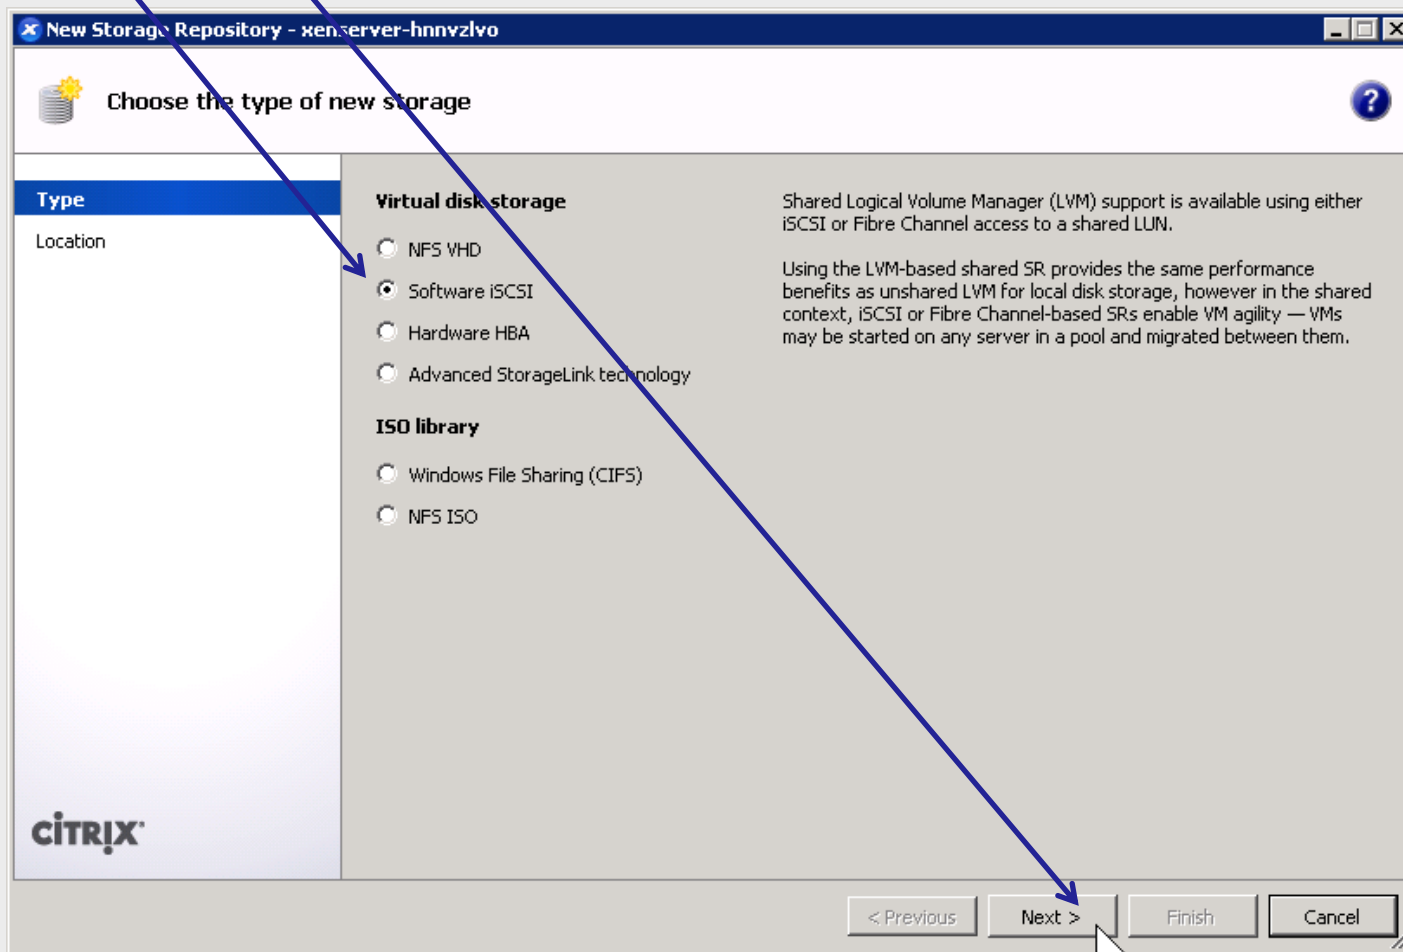 New Storage Repository - xenserver-hnnvzlvo
Choose the type of new storage
?
Type
Location
Virtual disk storage
NFS VHD
Software iSCSI
Hardware HBA
Advanced StorageLink technology
ISO library
Windows File Sharing (CIFS)
NFS ISO
Shared Logical Volume Manager (LVM) support is available using either
iSCSI or Fibre Channel access to a shared LUN.
Using the LVM-based shared SR provides the same performance
benefits as unshared LVM for local disk storage, however in the shared
context, iSCSI or Fibre Channel-based SRs enable VM agility — VMs
may be started on any server in a pool and migrated between them.
CİTRIX
< Previous
Next >
Finish
Cancel